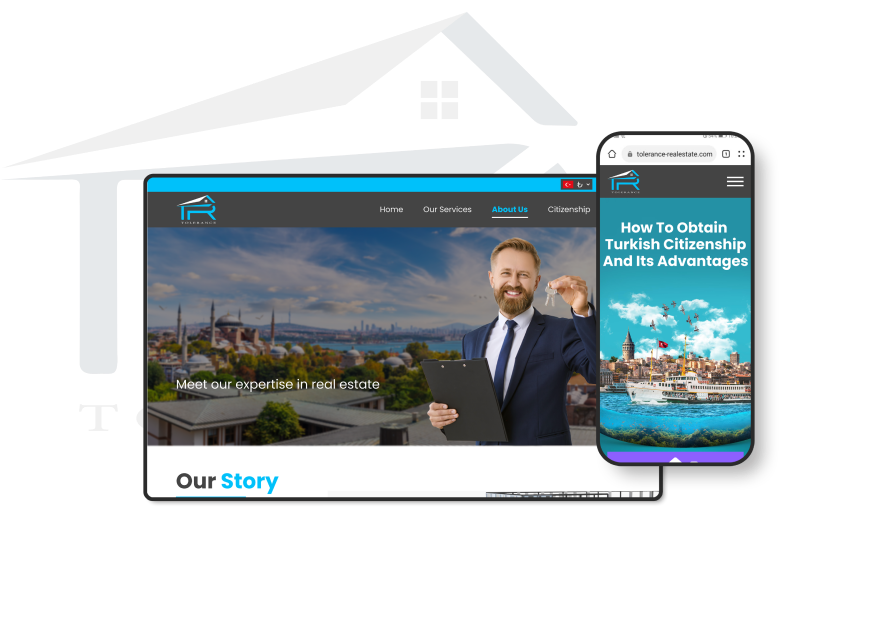 Home Our Services About Us Citizenship
TOLERANCE
Meet our expertise in real estate
Our Story
tolerance-realestate.com
TOLERANCE
How To Obtain
Turkish Citizenship
And Its Advantages
T